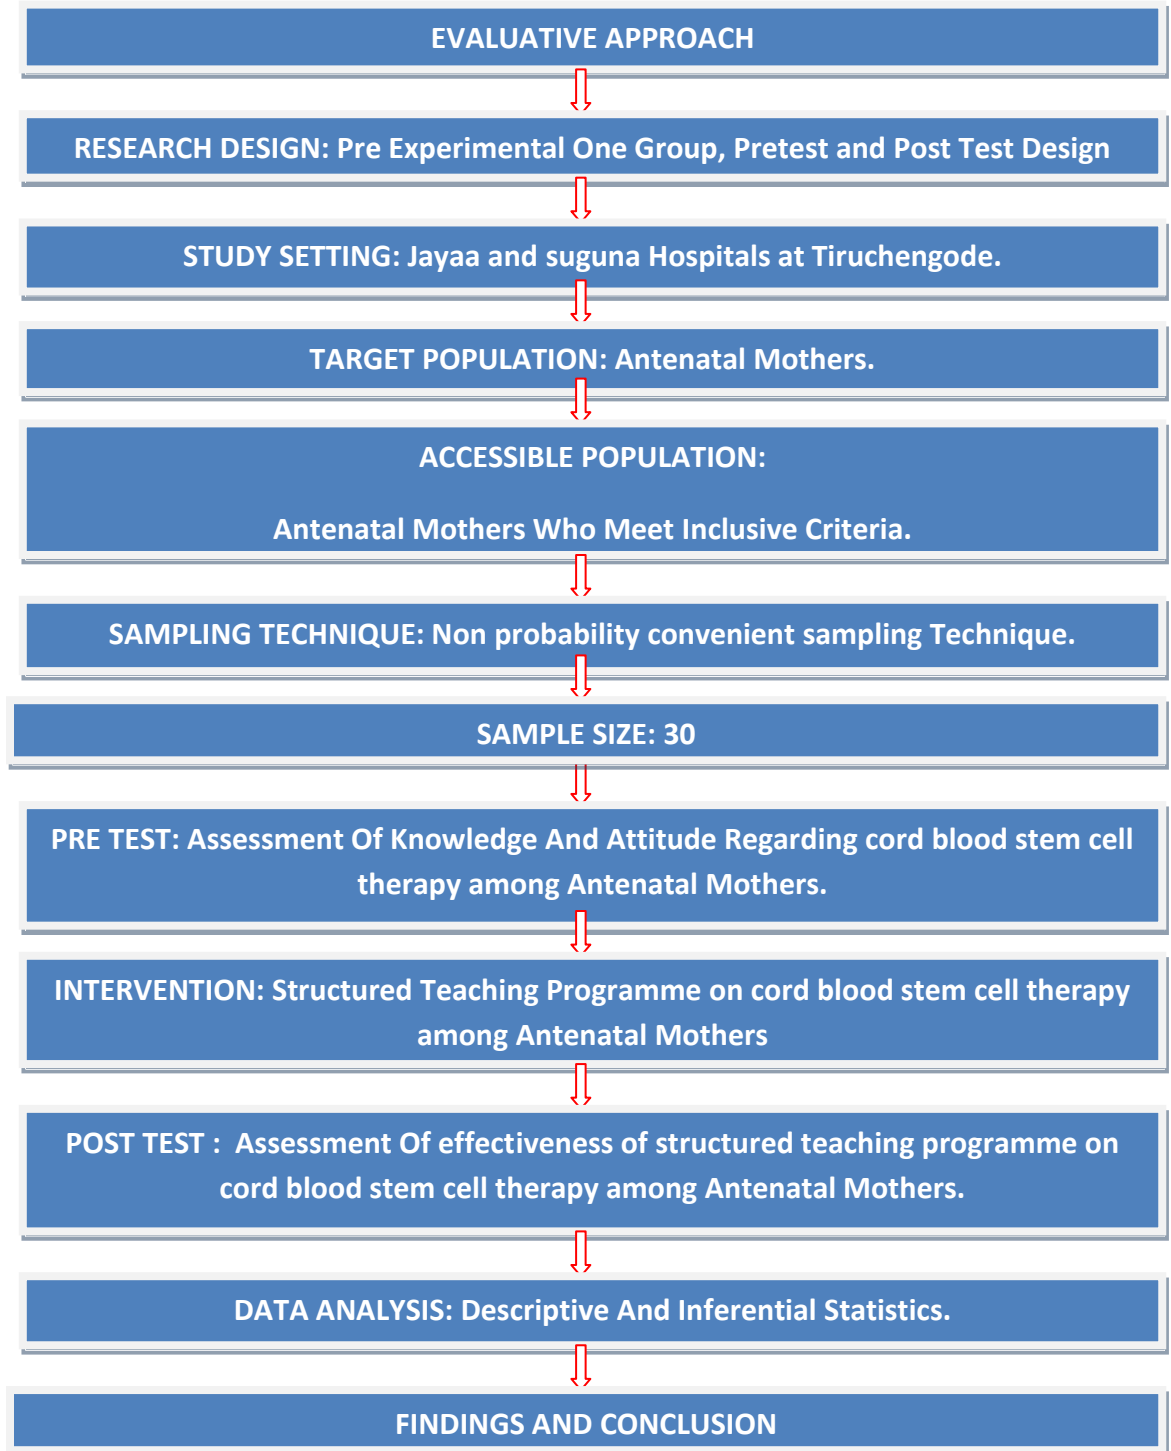 EVALUATIVE APPROACH
RESEARCH DESIGN: Pre Experimental One Group, Pretest and Post Test Design
STUDY SETTING: Jayaa and suguna Hospitals at Tiruchengode.
TARGET POPULATION: Antenatal Mothers.
ACCESSIBLE POPULATION:
Antenatal Mothers Who Meet Inclusive Criteria.
SAMPLING TECHNIQUE: Non probability convenient sampling Technique.
SAMPLE SIZE: 30
PRE TEST: Assessment Of Knowledge And Attitude Regarding cord blood stem cell
therapy among Antenatal Mothers.
INTERVENTION: Structured Teaching Programme on cord blood stem cell therapy
among Antenatal Mothers
POST TEST : Assessment Of effectiveness of structured teaching programme on
cord blood stem cell therapy among Antenatal Mothers.
DATA ANALYSIS: Descriptive And Inferential Statistics.
FINDINGS AND CONCLUSION